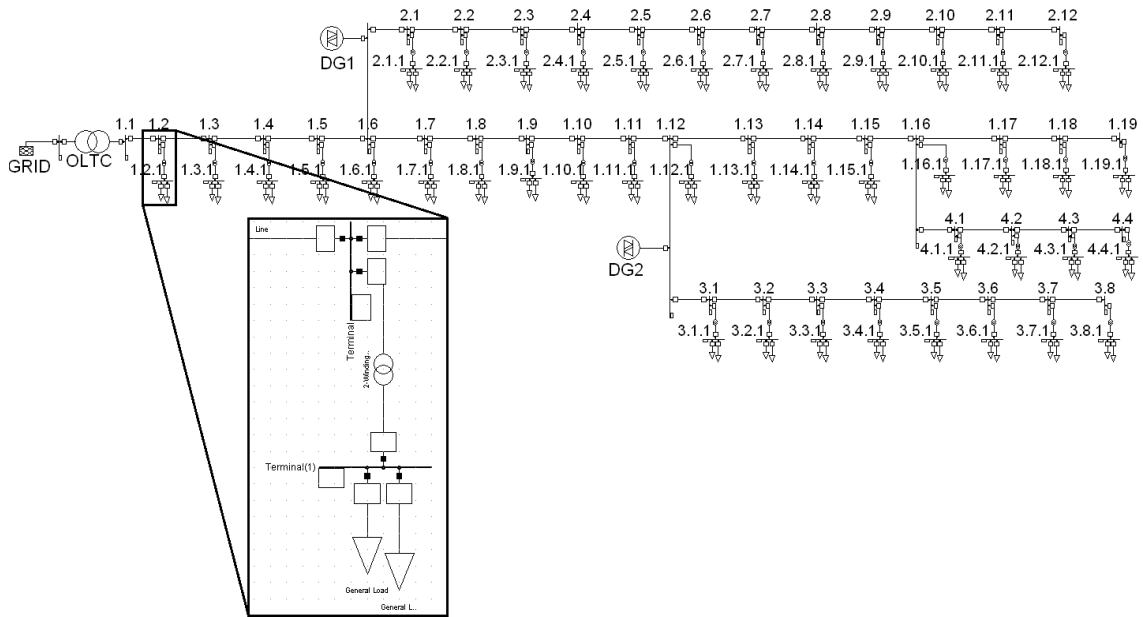 2.1 2.2 2.3 2.4 2.5 2.6 2.7 2.8 2.9 2.10 2.11 2.12
DG1
2.1.1 2.2.1 2.3.1 2.4.1 2.5.1 2.6.1 2.7.1 2.8.1 2.9.1 2.10.1 2.11.1 2.12.1
1.1 1.2 1.3 1.4 1.5 1.6 1.7 1.8 1.9 1.10 1.11 1.12 1.13 1.14 1.15 1.16 1.17 1.18 1.19
GRID OLTC
1.2.1 1.3.1 1.4.1 1.5.1 1.6.1 1.7.1 1.8.1 1.9.1 1.10.1 1.11.1 1.12.1 1.13.1 1.14.1 1.15.1 1.16.1 1.17.1 1.18.1 1.19.1
4.1 4.2 4.3 4.4
4.1.1 4.2.1 4.3.1 4.4.1
DG2
3.1 3.2 3.3 3.4 3.5 3.6 3.7 3.8
3.1.1 3.2.1 3.3.1 3.4.1 3.5.1 3.6.1 3.7.1 3.8.1
Line
Terminal
2-Winding...
Terminal(1)
General Load
General L...